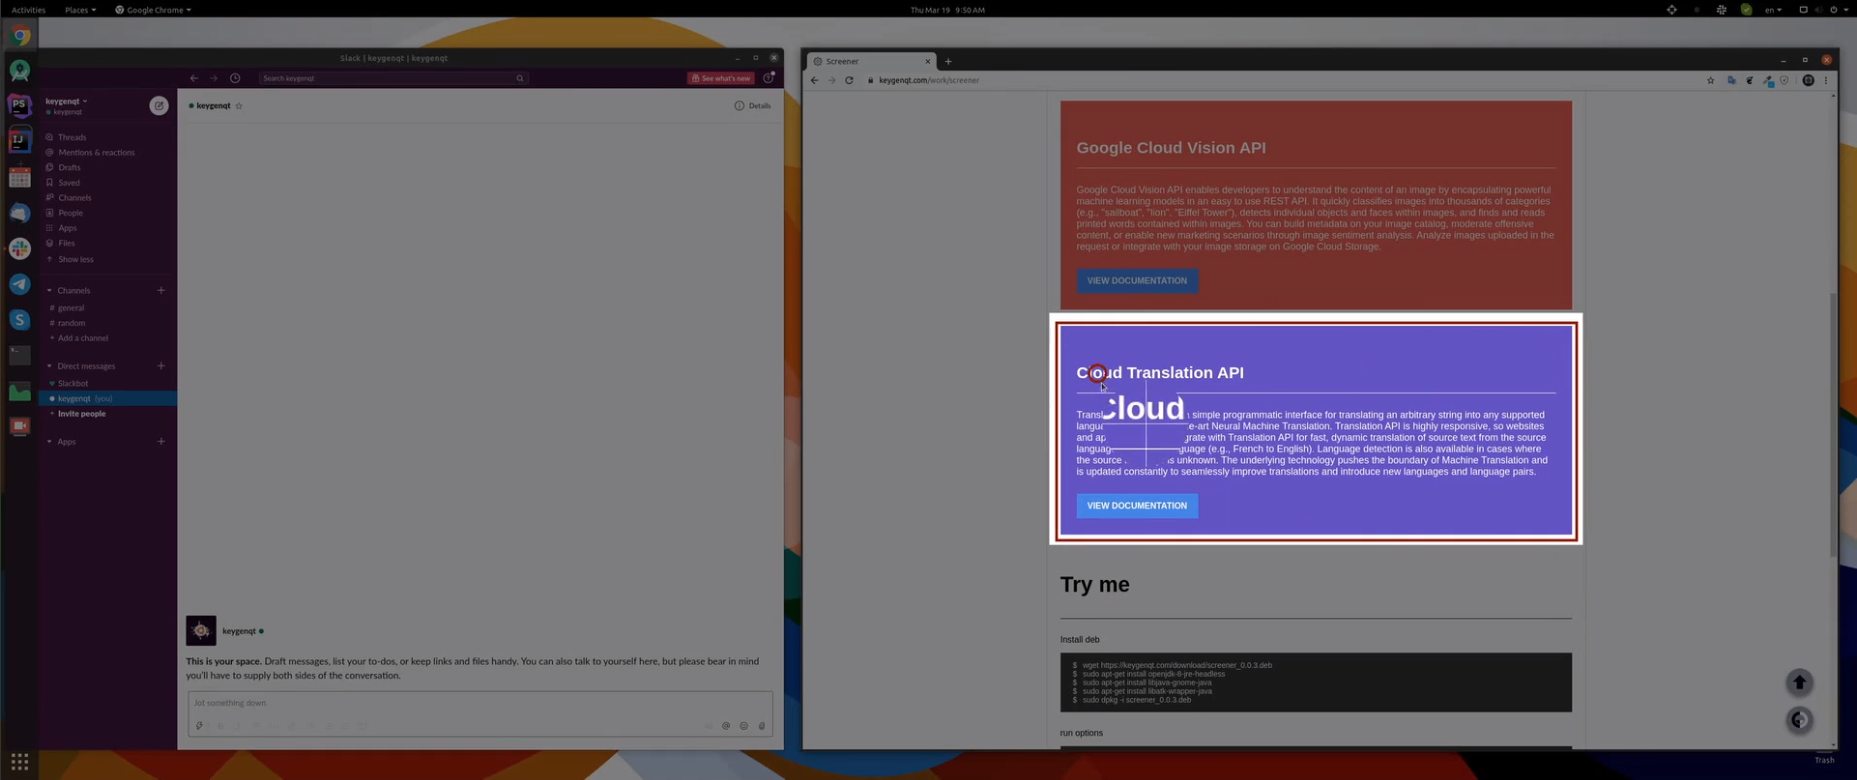 Activities
Places
Google Chrome
Thu Mar 19 9:50 AM
en
Slack | keygenqt | keygenqt
Search keygenqt
See what's new
keygenqt
keygenqt
Threads
Mentions & reactions
Drafts
Saved
Channels
People
Apps
Files
Show less
Channels
# general
# random
Add a channel
Direct messages
Slackbot
keygenqt (you)
Invite people
Apps
keygenqt
Details
keygenqt
This is your space. Draft messages, list your to-dos, or keep links and files handy. You can also talk to yourself here, but please bear in mind
you'll have to supply both sides of the conversation.
Jot something down
Screener
keygenqt.com/work/screener
Google Cloud Vision API
Google Cloud Vision API enables developers to understand the content of an image by encapsulating powerful
machine learning models in an easy to use REST API. It quickly classifies images into thousands of categories
(e.g., "sailboat", "lion", "Eiffel Tower"), detects individual objects and faces within images, and finds and reads
printed words contained within images. You can build metadata on your image catalog, moderate offensive
content, or enable new marketing scenarios through image sentiment analysis. Analyze images uploaded in the
request or integrate with your image storage on Google Cloud Storage.
VIEW DOCUMENTATION
Cloud Translation API
Cloud
simple programmatic interface for translating an arbitrary string into any supported
Neural Machine Translation. Translation API is highly responsive, so websites
and with Translation API for fast, dynamic translation of source text from the source
(e.g., French to English). Language detection is also available in cases where
the source is unknown. The underlying technology pushes the boundary of Machine Translation and
is updated constantly to seamlessly improve translations and introduce new languages and language pairs.
VIEW DOCUMENTATION
Try me
Install deb
$ wget https://keygenqt.com/download/screener_0.0.3.deb
$ sudo apt-get install openjdk-8-jre-headless
$ sudo apt-get install libjava-gnome-java
$ sudo apt-get install libatk-wrapper-java
$ sudo dpkg -i screener_0.0.3.deb
run options
PS
IJ
Trash